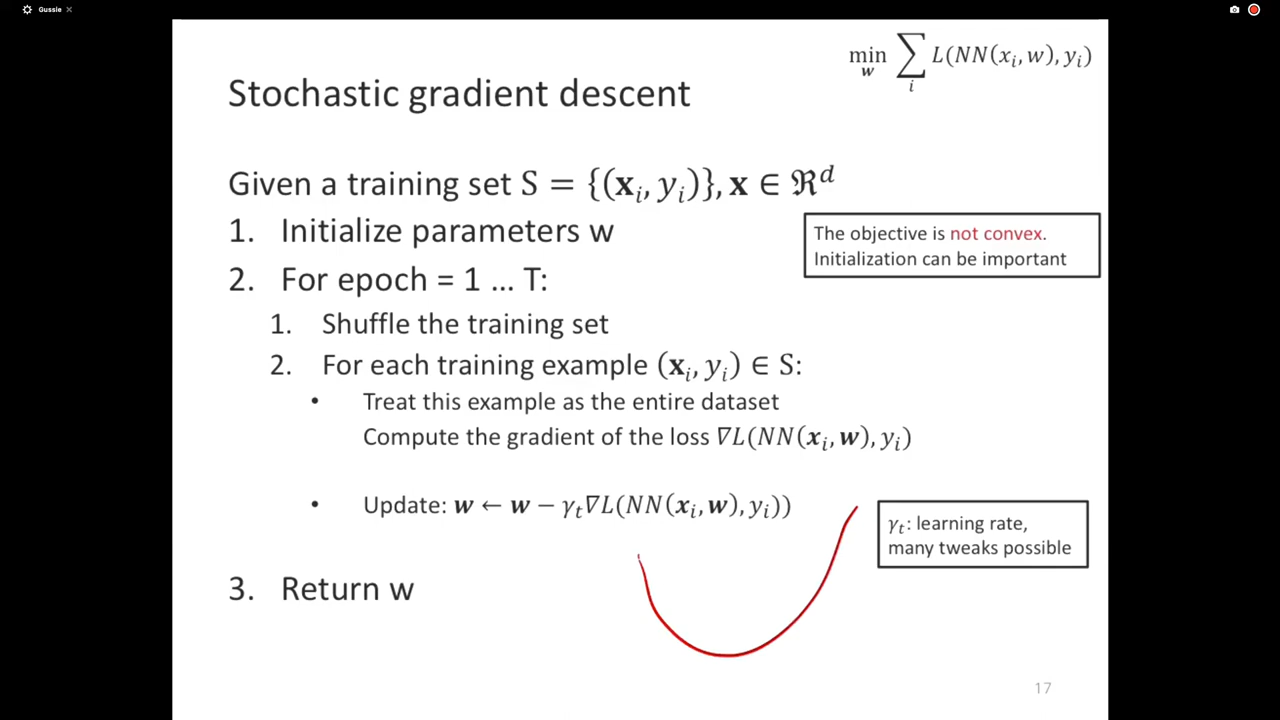 Gussie ×
min_w ∑_i L(NN(x_i, w), y_i)
Stochastic gradient descent
Given a training set S = {(𝐱_i, y_i)}, 𝐱 ∈ ℜ^d
1. Initialize parameters w
The objective is not convex.
Initialization can be important
2. For epoch = 1 … T:
1. Shuffle the training set
2. For each training example (𝐱_i, y_i) ∈ S:
• Treat this example as the entire dataset
Compute the gradient of the loss ∇L(NN(𝒙_i, 𝒘), y_i)
• Update: 𝒘 ← 𝒘 − γ_t∇L(NN(𝒙_i, 𝒘), y_i))
γ_t: learning rate,
many tweaks possible
3. Return w
17